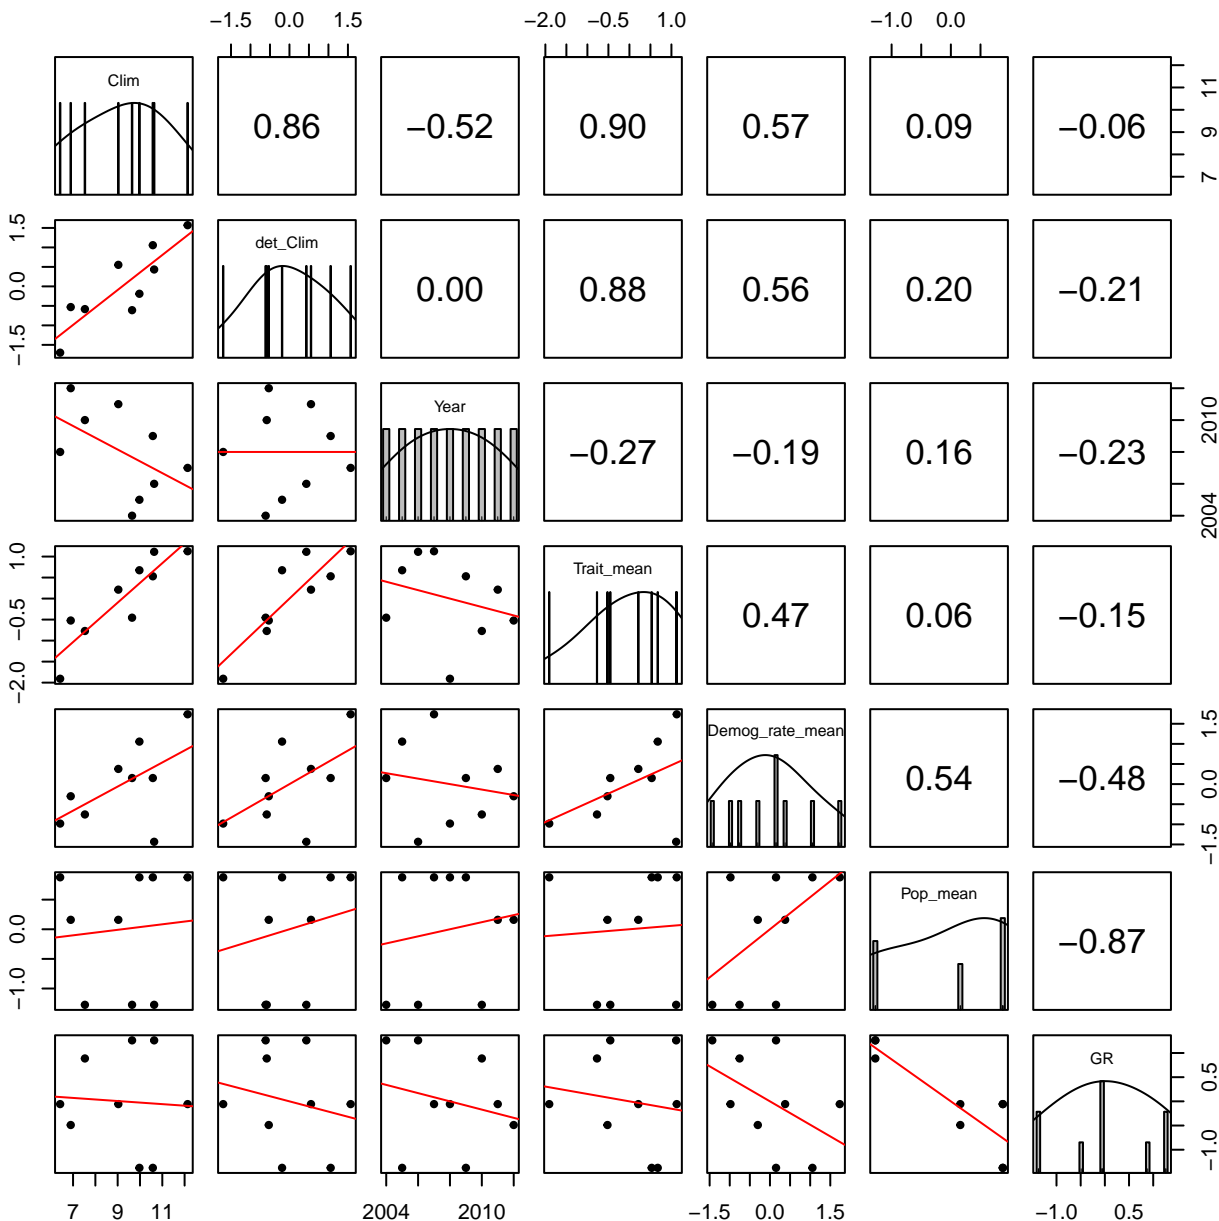 −1.5 0.0 1.5 −2.0 −0.5 1.0 −1.0 0.0
Clim 0.86 −0.52 0.90 0.57 0.09 −0.06
7 9 11
det_Clim 0.00 0.88 0.56 0.20 −0.21
−1.5 0.0 1.5
Year −0.27 −0.19 0.16 −0.23
2004 2010
Trait_mean 0.47 0.06 −0.15
−2.0 −0.5 1.0
Demog_rate_mean 0.54 −0.48
−1.5 0.0 1.5
Pop_mean −0.87
−1.0 0.0
GR
−1.0 0.5
7 9 11 2004 2010 −1.5 0.0 1.5 −1.0 0.5